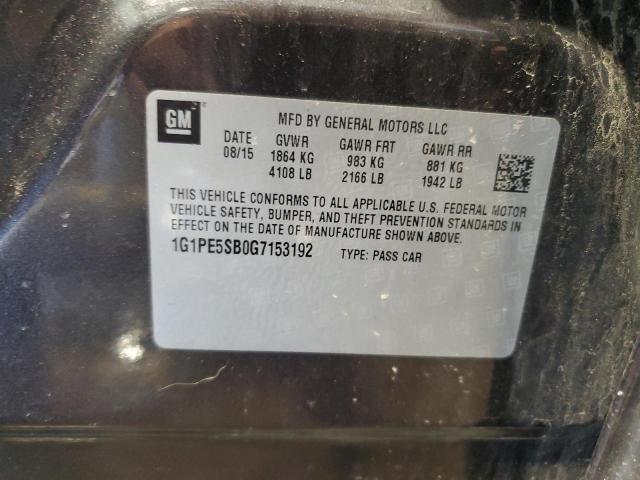 GM
MFD BY GENERAL MOTORS LLC
DATE GVWR GAWR FRT GAWR RR
08/15 1864 KG 983 KG 881 KG
4108 LB 2166 LB 1942 LB
THIS VEHICLE CONFORMS TO ALL APPLICABLE U.S. FEDERAL MOTOR
VEHICLE SAFETY, BUMPER, AND THEFT PREVENTION STANDARDS IN
EFFECT ON THE DATE OF MANUFACTURE SHOWN ABOVE.
1G1PE5SB0G7153192 TYPE: PASS CAR